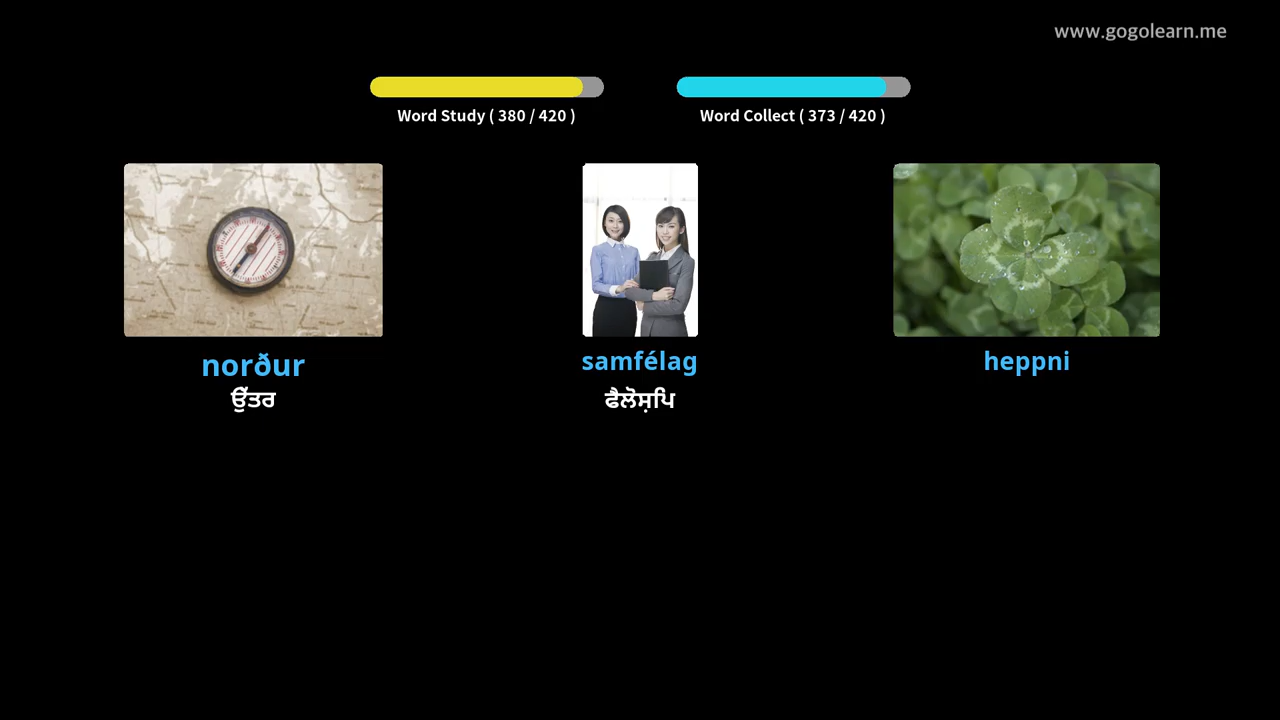 www.gogolearn.me
Word Study ( 380 / 420 )
Word Collect ( 373 / 420 )
norður
samfélag
heppni
ਉੱਤਰ
ਫੈਲੋਸ਼ਿਪ